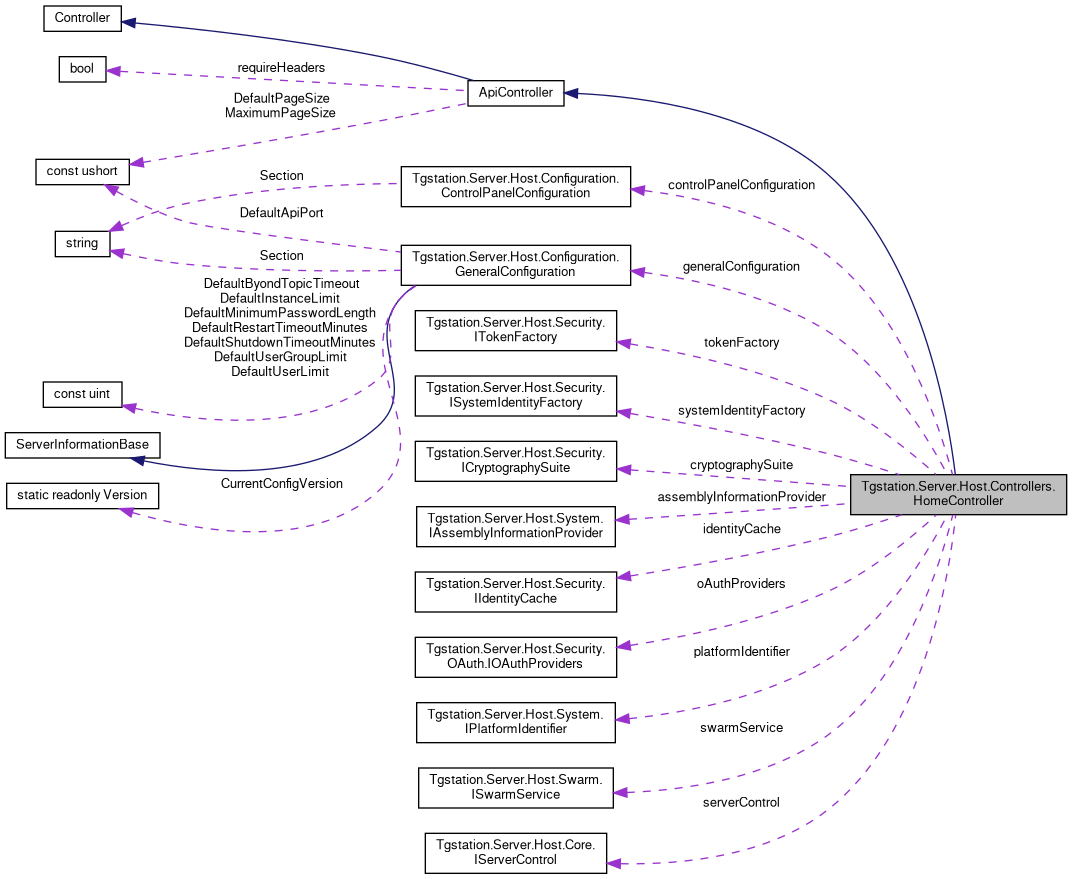 Controller
bool
requireHeaders
ApiController
DefaultPageSize
MaximumPageSize
const ushort
Section
Tgstation.Server.Host.Configuration.
ControlPanelConfiguration
controlPanelConfiguration
DefaultApiPort
string
Section
Tgstation.Server.Host.Configuration.
GeneralConfiguration
generalConfiguration
DefaultByondTopicTimeout
DefaultInstanceLimit
DefaultMinimumPasswordLength
DefaultRestartTimeoutMinutes
DefaultShutdownTimeoutMinutes
DefaultUserGroupLimit
DefaultUserLimit
Tgstation.Server.Host.Security.
ITokenFactory
tokenFactory
const uint
Tgstation.Server.Host.Security.
ISystemIdentityFactory
systemIdentityFactory
ServerInformationBase
Tgstation.Server.Host.Security.
ICryptographySuite
cryptographySuite
static readonly Version
CurrentConfigVersion
Tgstation.Server.Host.System.
IAssemblyInformationProvider
assemblyInformationProvider
Tgstation.Server.Host.Controllers.
HomeController
identityCache
Tgstation.Server.Host.Security.
IIdentityCache
oAuthProviders
Tgstation.Server.Host.Security.
OAuth.IOAuthProviders
platformIdentifier
Tgstation.Server.Host.System.
IPlatformIdentifier
swarmService
Tgstation.Server.Host.Swarm.
ISwarmService
serverControl
Tgstation.Server.Host.Core.
IServerControl